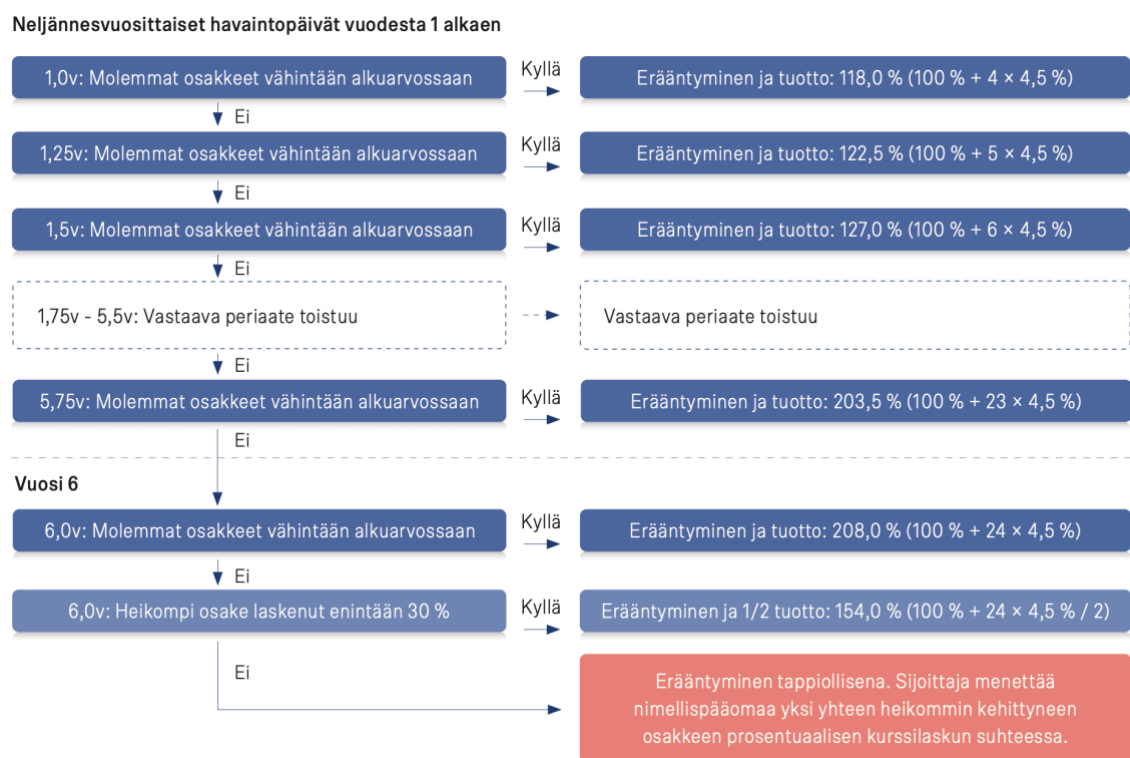 Neljännesvuosittaiset havaintopäivät vuodesta 1 alkaen
1,0v: Molemmat osakkeet vähintään alkuarvossaan
Kyllä
Erääntyminen ja tuotto: 118,0 % (100 % + 4 × 4,5 %)
Ei
1,25v: Molemmat osakkeet vähintään alkuarvossaan
Kyllä
Erääntyminen ja tuotto: 122,5 % (100 % + 5 × 4,5 %)
Ei
1,5v: Molemmat osakkeet vähintään alkuarvossaan
Kyllä
Erääntyminen ja tuotto: 127,0 % (100 % + 6 × 4,5 %)
Ei
1,75v - 5,5v: Vastaava periaate toistuu
Vastaava periaate toistuu
Ei
5,75v: Molemmat osakkeet vähintään alkuarvossaan
Kyllä
Erääntyminen ja tuotto: 203,5 % (100 % + 23 × 4,5 %)
Ei
Vuosi 6
6,0v: Molemmat osakkeet vähintään alkuarvossaan
Kyllä
Erääntyminen ja tuotto: 208,0 % (100 % + 24 × 4,5 %)
Ei
6,0v: Heikompi osake laskenut enintään 30 %
Kyllä
Erääntyminen ja 1/2 tuotto: 154,0 % (100 % + 24 × 4,5 % / 2)
Ei
Erääntyminen tappiollisena. Sijoittaja menettää
nimellispääomaa yksi yhteen heikommin kehittyneen
osakkeen prosentuaalisen kurssilaskun suhteessa.